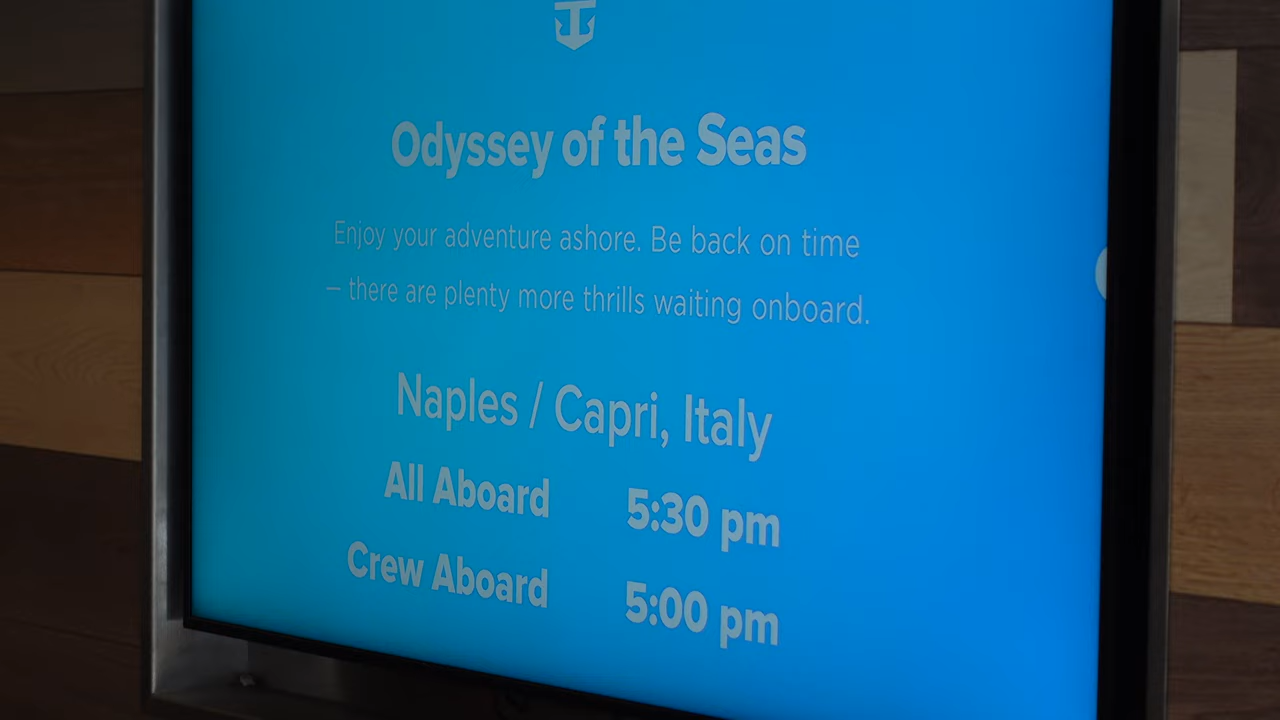 Odyssey of the Seas
Enjoy your adventure ashore. Be back on time
– there are plenty more thrills waiting onboard.
Naples / Capri, Italy
All Aboard 5:30 pm
Crew Aboard 5:00 pm